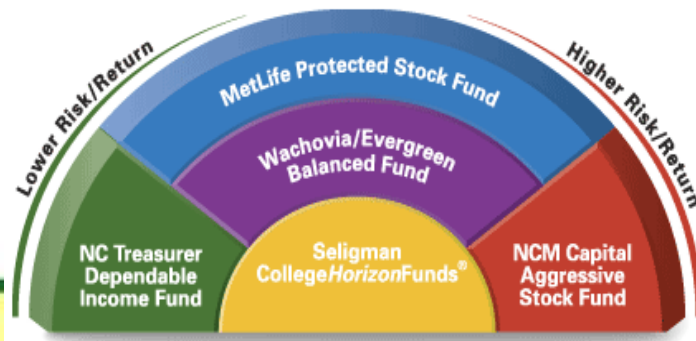 Lower Risk/Return
Higher Risk/Return
MetLife Protected Stock Fund
Wachovia/Evergreen
Balanced Fund
NC Treasurer
Dependable
Income Fund
Seligman
CollegeHorizonFunds®
NCM Capital
Aggressive
Stock Fund